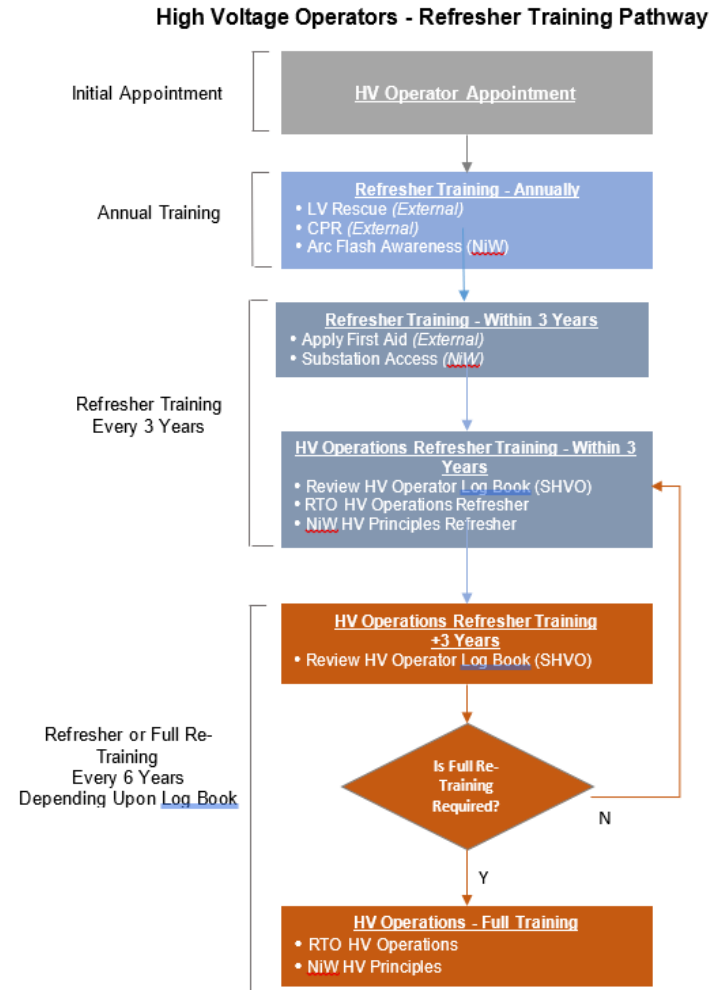 High Voltage Operators - Refresher Training Pathway
Initial Appointment
HV Operator Appointment
Annual Training
Refresher Training - Annually
• LV Rescue (External)
• CPR (External)
• Arc Flash Awareness (NiW)
Refresher Training
Every 3 Years
Refresher Training - Within 3 Years
• Apply First Aid (External)
• Substation Access (NiW)
HV Operations Refresher Training - Within 3
Years
• Review HV Operator Log Book (SHVO)
• RTO HV Operations Refresher
• NiW HV Principles Refresher
Refresher or Full Re-
Training
Every 6 Years
Depending Upon Log Book
HV Operations Refresher Training
+3 Years
• Review HV Operator Log Book (SHVO)
Is Full Re-
Training
Required?
N
Y
HV Operations - Full Training
• RTO HV Operations
• NiW HV Principles